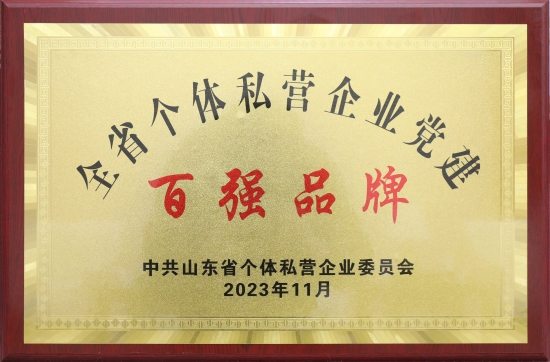 全省个体私营企业党建
百强品牌
中共山东省个体私营企业委员会
2023年11月